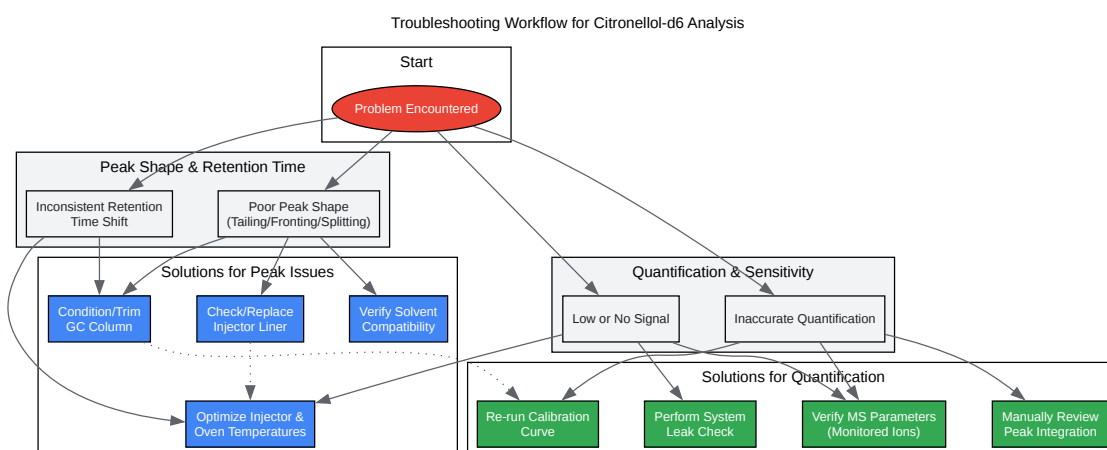 Troubleshooting Workflow for Citronellol-d6 Analysis
Start
Problem Encountered
Peak Shape & Retention Time
Inconsistent Retention
Time Shift
Poor Peak Shape
(Tailing/Fronting/Splitting)
Solutions for Peak Issues
Condition/Trim
GC Column
Check/Replace
Injector Liner
Verify Solvent
Compatibility
Optimize Injector &
Oven Temperatures
Quantification & Sensitivity
Low or No Signal
Inaccurate Quantification
Solutions for Quantification
Re-run Calibration
Curve
Perform System
Leak Check
Verify MS Parameters
(Monitored Ions)
Manually Review
Peak Integration